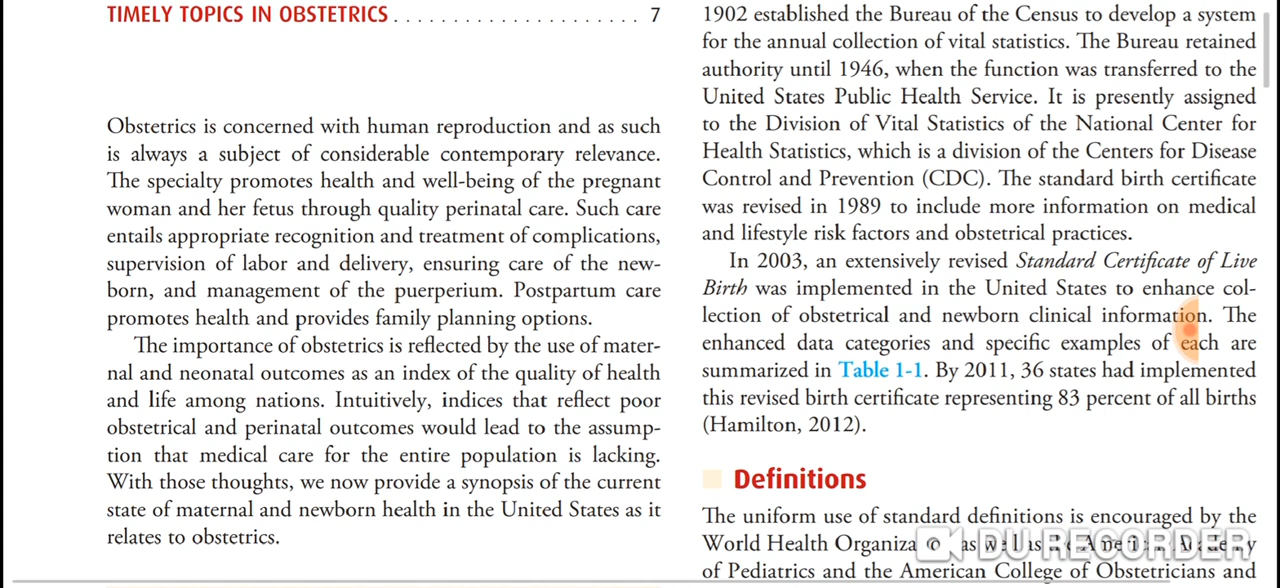 TIMELY TOPICS IN OBSTETRICS . . . . . . . . . . . . . . . . . . . . . 7
Obstetrics is concerned with human reproduction and as such
is always a subject of considerable contemporary relevance.
The specialty promotes health and well-being of the pregnant
woman and her fetus through quality perinatal care. Such care
entails appropriate recognition and treatment of complications,
supervision of labor and delivery, ensuring care of the new-
born, and management of the puerperium. Postpartum care
promotes health and provides family planning options.
The importance of obstetrics is reflected by the use of mater-
nal and neonatal outcomes as an index of the quality of health
and life among nations. Intuitively, indices that reflect poor
obstetrical and perinatal outcomes would lead to the assump-
tion that medical care for the entire population is lacking.
With those thoughts, we now provide a synopsis of the current
state of maternal and newborn health in the United States as it
relates to obstetrics.
1902 established the Bureau of the Census to develop a system
for the annual collection of vital statistics. The Bureau retained
authority until 1946, when the function was transferred to the
United States Public Health Service. It is presently assigned
to the Division of Vital Statistics of the National Center for
Health Statistics, which is a division of the Centers for Disease
Control and Prevention (CDC). The standard birth certificate
was revised in 1989 to include more information on medical
and lifestyle risk factors and obstetrical practices.
In 2003, an extensively revised Standard Certificate of Live
Birth was implemented in the United States to enhance col-
lection of obstetrical and newborn clinical information. The
enhanced data categories and specific examples of each are
summarized in Table 1-1. By 2011, 36 states had implemented
this revised birth certificate representing 83 percent of all births
(Hamilton, 2012).
Definitions
The uniform use of standard definitions is encouraged by the
World Health Organization as well as the American Academy
of Pediatrics and the American College of Obstetricians and
DU RECORDER